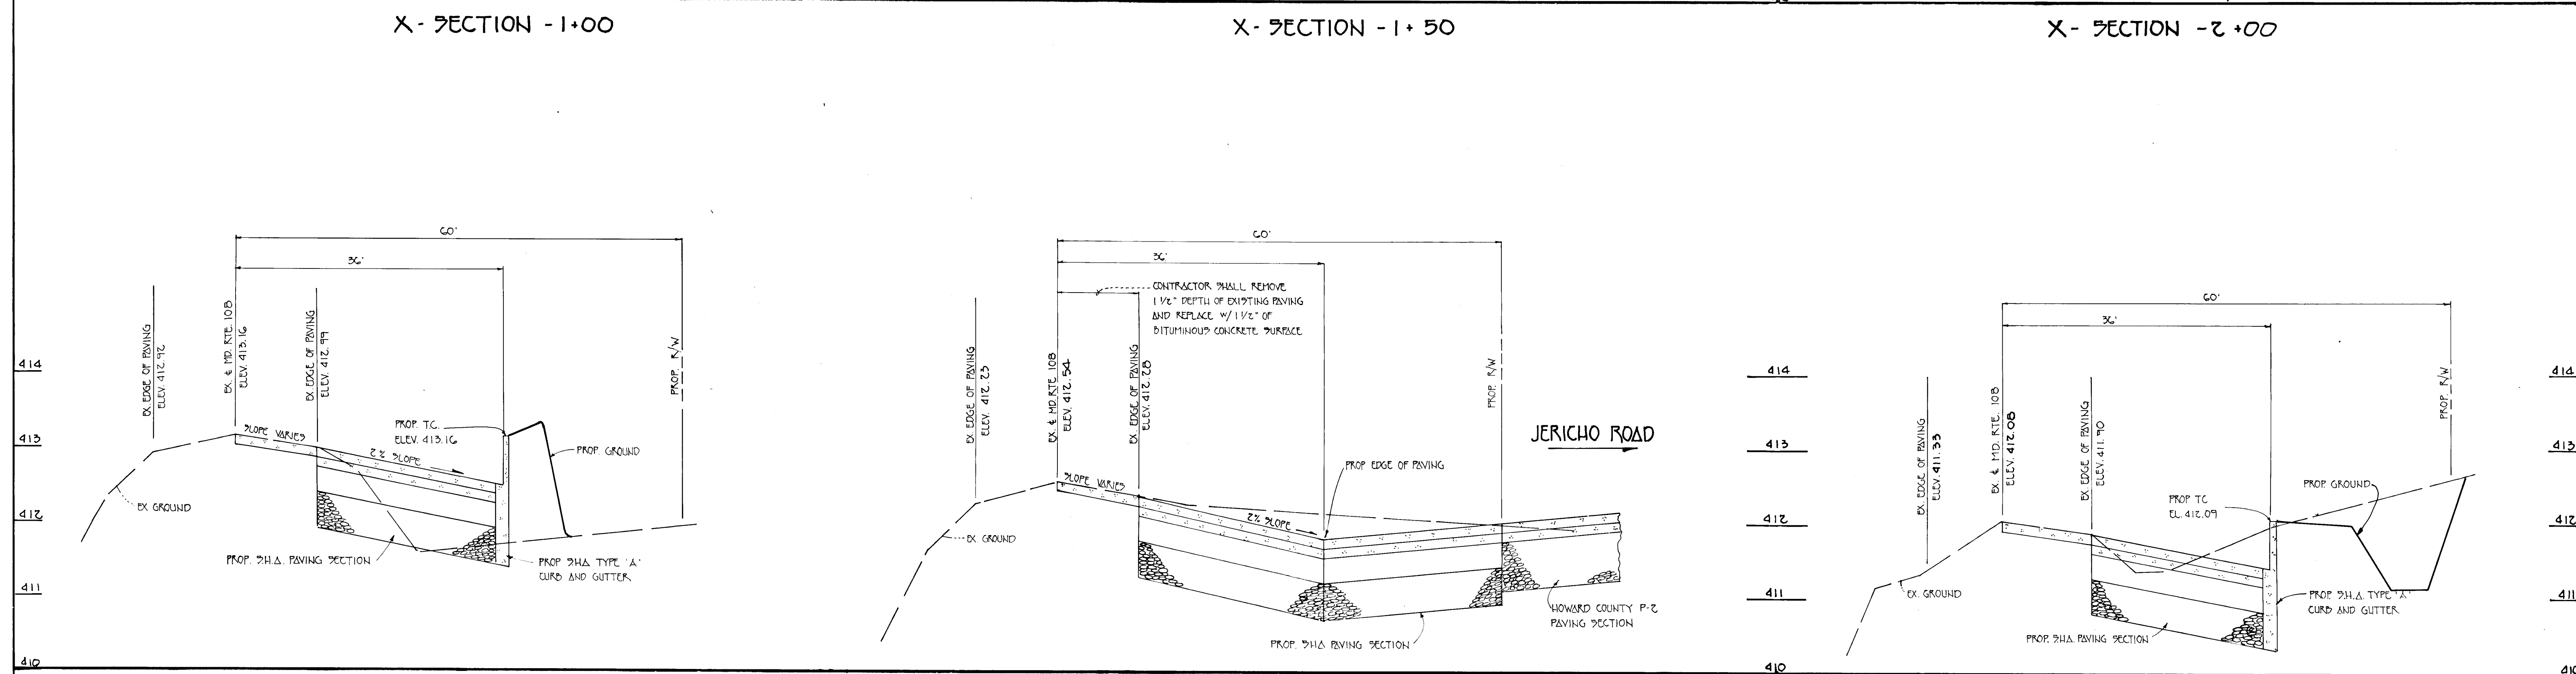 X - SECTION - 1+00
60'
36'
EX. EDGE OF PAVING
ELEV. 412.92
EX. ℄ MD. RTE. 108
ELEV. 413.16
EX. EDGE OF PAVING
ELEV. 412.99
PROP. R/W
SLOPE VARIES
2% SLOPE
PROP. T.C.
ELEV. 413.16
PROP. GROUND
EX GROUND
PROP. S.H.A. PAVING SECTION
PROP S.H.A. TYPE 'A'
CURB AND GUTTER
414
413
412
411
410
X - SECTION - 1+50
60'
36'
CONTRACTOR SHALL REMOVE
1 1/2" DEPTH OF EXISTING PAVING
AND REPLACE W/ 1 1/2" OF
BITUMINOUS CONCRETE SURFACE
EX. EDGE OF PAVING
ELEV. 412.23
EX. ℄ MD. RTE 108
ELEV. 412.54
EX. EDGE OF PAVING
ELEV. 412.28
PROP. R/W
JERICHO ROAD
SLOPE VARIES
2% SLOPE
PROP EDGE OF PAVING
EX GROUND
HOWARD COUNTY P-2
PAVING SECTION
PROP. S.H.A PAVING SECTION
414
413
412
411
410
X - SECTION - 2+00
60'
36'
EX. EDGE OF PAVING
ELEV. 411.33
EX. ℄ MD. RTE. 108
ELEV. 412.08
EX EDGE OF PAVING
ELEV. 411.90
PROP. R/W
PROP TC
EL. 412.09
PROP. GROUND
EX. GROUND
PROP. S.H.A. TYPE 'A'
CURB AND GUTTER
PROP. S.H.A. PAVING SECTION
414
413
412
411
410